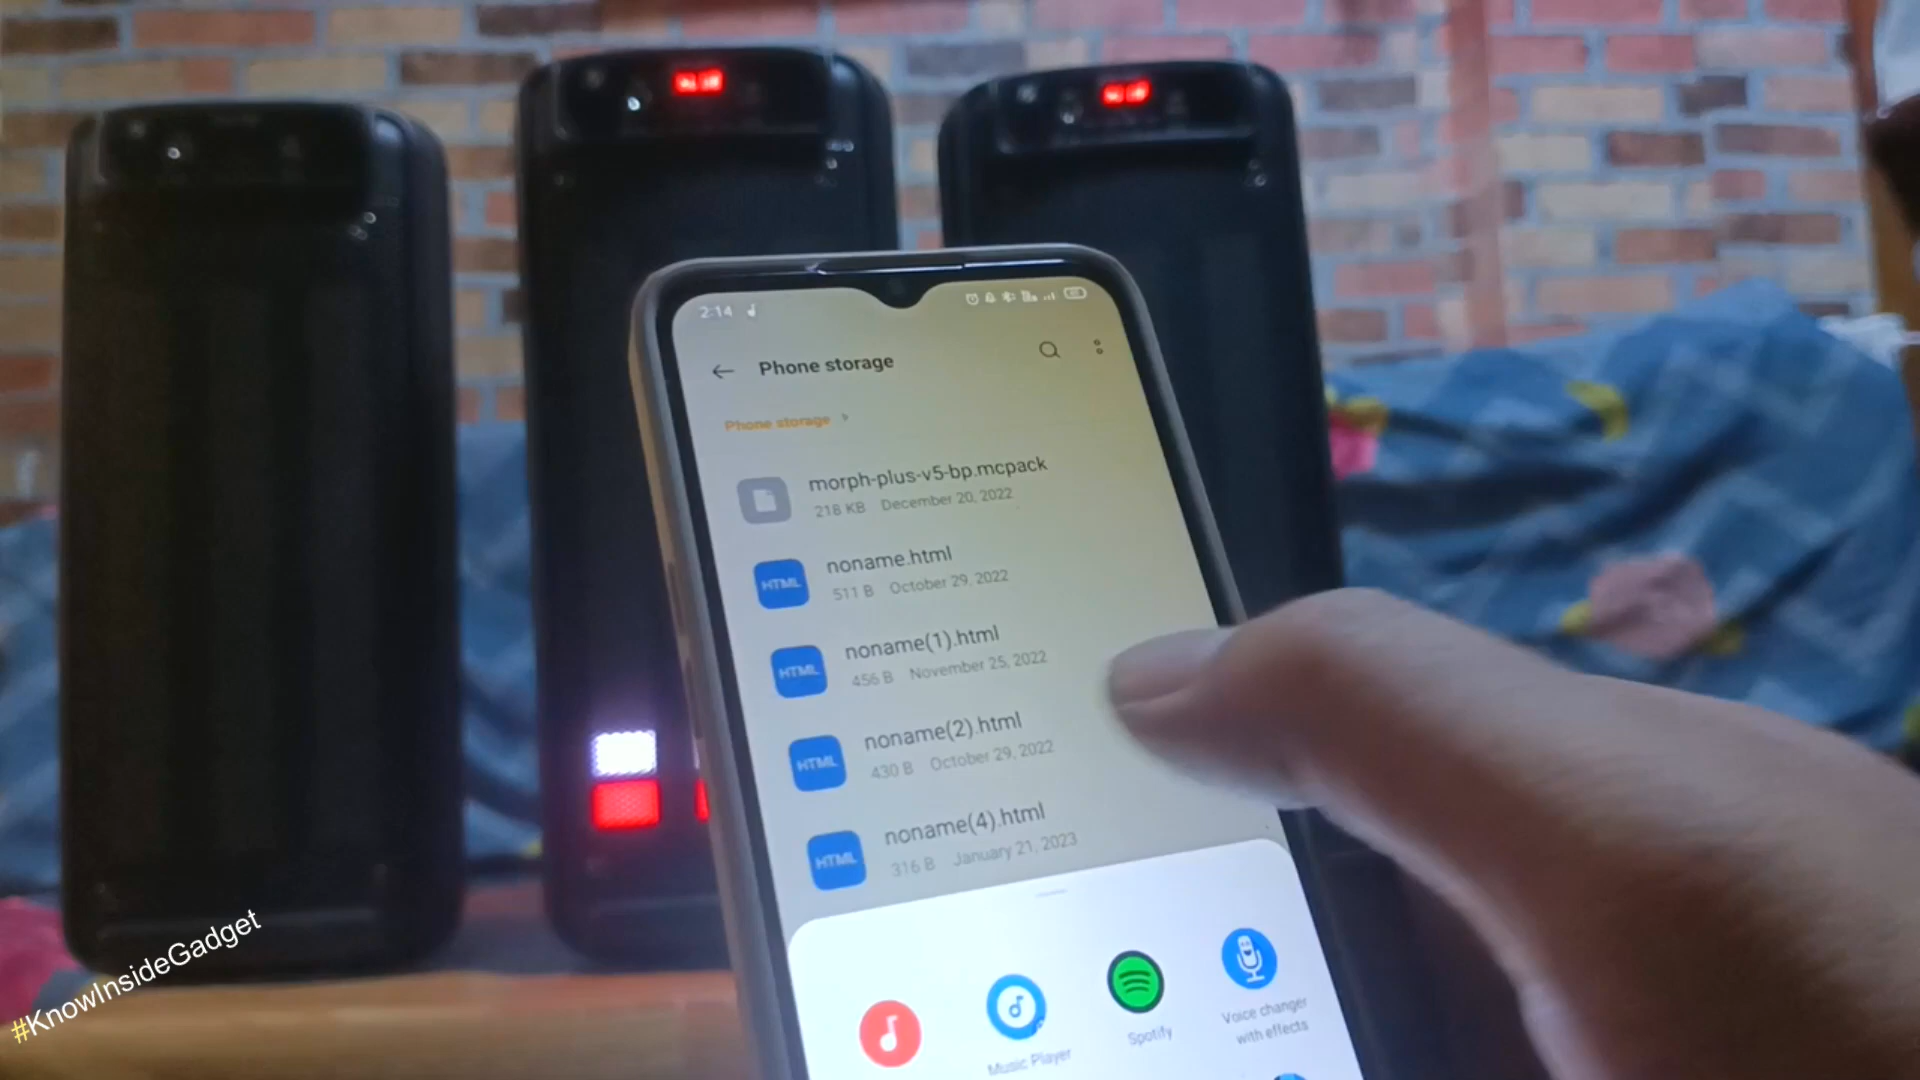 2:14
Phone storage
Phone storage
morph-plus-v5-bp.mcpack
218 KB December 20, 2022
HTML
noname.html
511 B October 29, 2022
HTML
noname(1).html
456 B November 25, 2022
HTML
noname(2).html
430 B October 29, 2022
HTML
noname(4).html
316 B January 21, 2023
Music Player
Spotify
Voice changer
with effects
#KnowInsideGadget